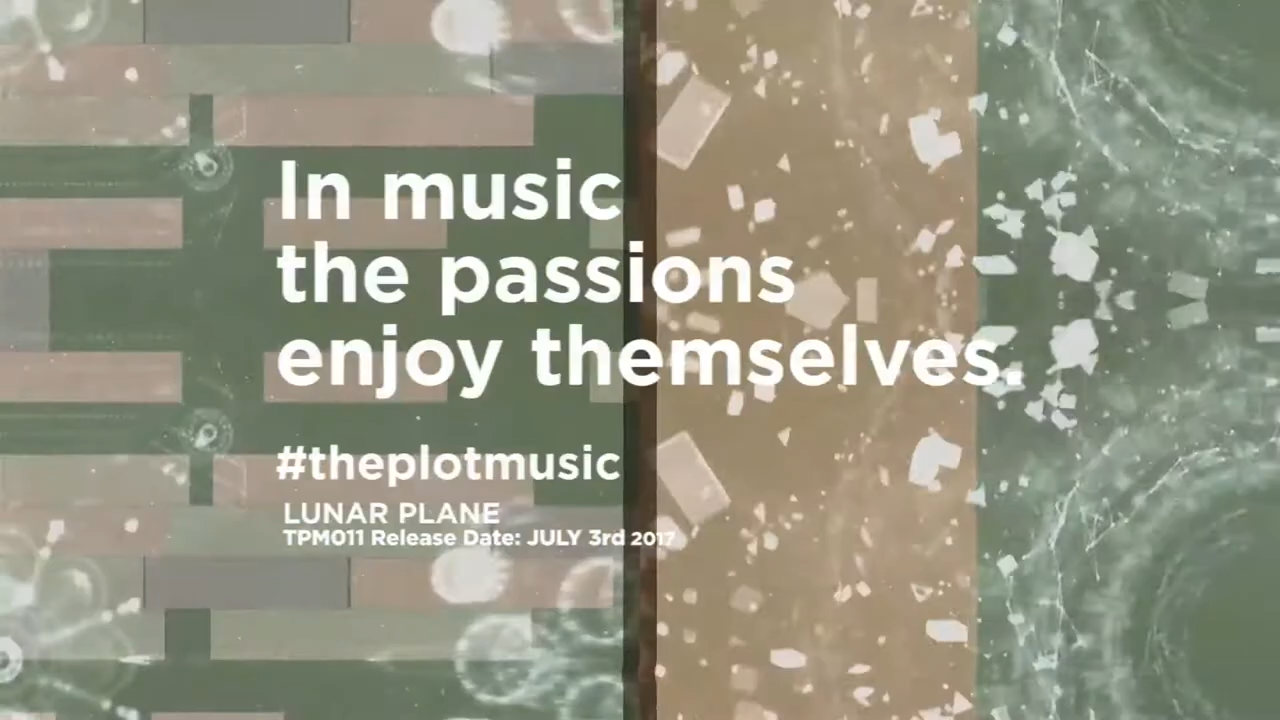 In music
the passions
enjoy themselves.
#theplotmusic
LUNAR PLANE
TPM011 Release Date: JULY 3rd 2017